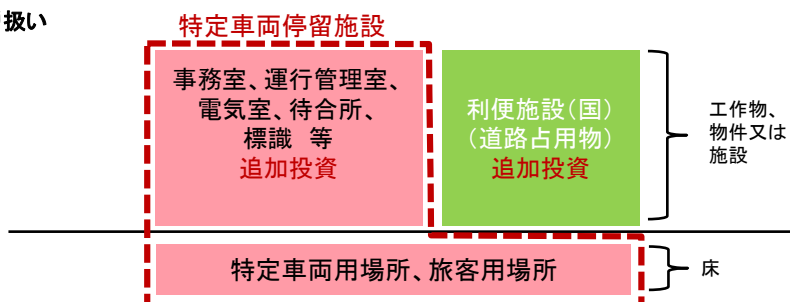 扱い
特定車両停留施設
事務室、運行管理室、
電気室、待合所、
標識 等
追加投資
利便施設(国)
(道路占用物)
追加投資
工作物、
物件又は
施設
特定車両用場所、旅客用場所
床